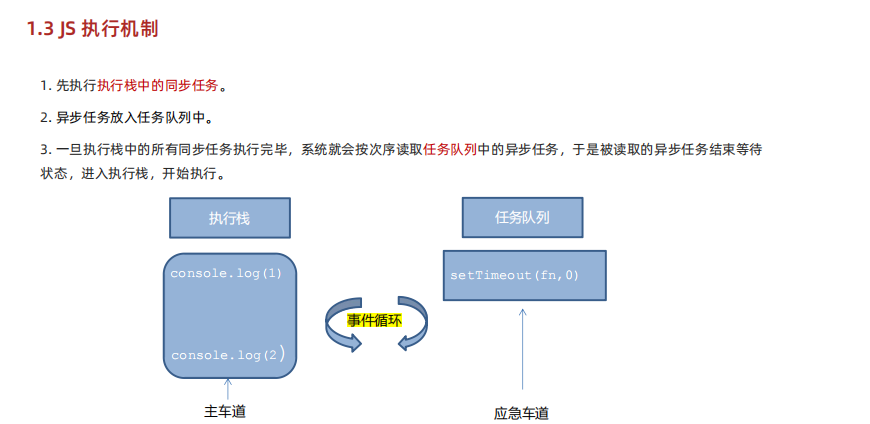 1.3 JS 执行机制
1. 先执行执行栈中的同步任务。
2. 异步任务放入任务队列中。
3. 一旦执行栈中的所有同步任务执行完毕，系统就会按次序读取任务队列中的异步任务，于是被读取的异步任务结束等待
状态，进入执行栈，开始执行。
执行栈
任务队列
console.log(1)
setTimeout(fn,0)
事件循环
console.log(2)
主车道
应急车道